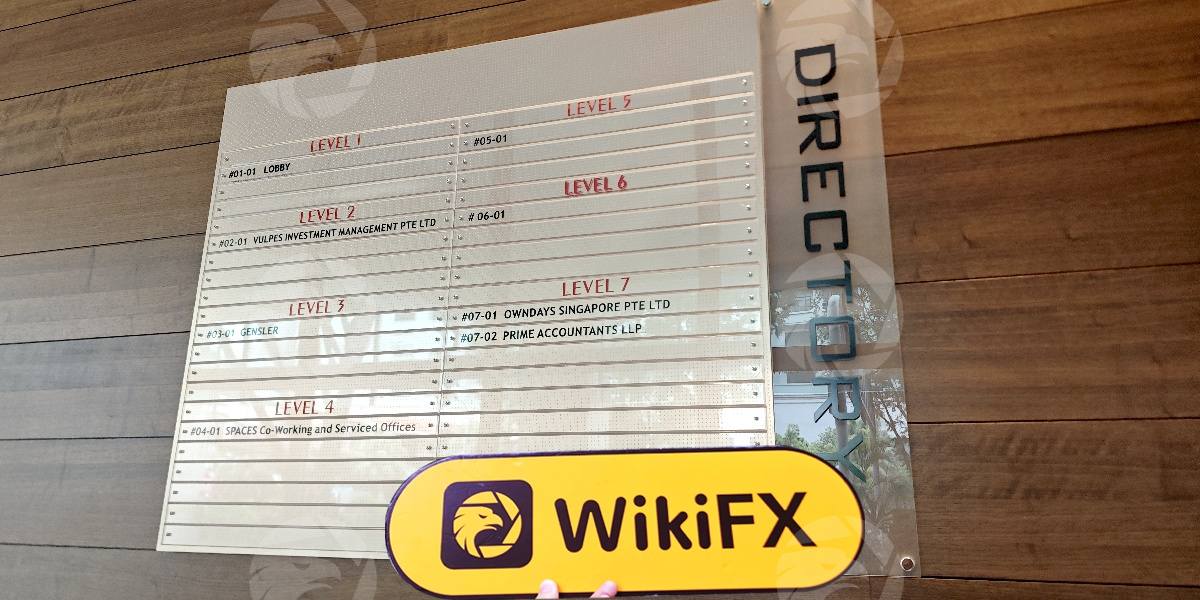 DIRECTORY
LEVEL 1
#01-01 LOBBY
LEVEL 2
#02-01 VULPES INVESTMENT MANAGEMENT PTE LTD
LEVEL 3
#03-01 GENSLER
LEVEL 4
#04-01 SPACES Co-Working and Serviced Offices
LEVEL 5
#05-01
LEVEL 6
# 06-01
LEVEL 7
#07-01 OWNDAYS SINGAPORE PTE LTD
#07-02 PRIME ACCOUNTANTS LLP
WikiFX